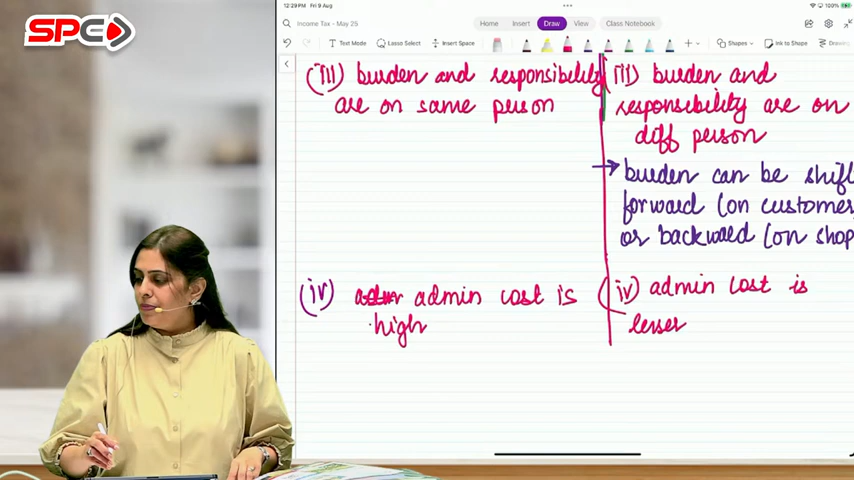 SPC
12:29 PM Fri 9 Aug
100%
Income Tax - May 25
Home Insert Draw View Class Notebook
Text Mode Lasso Select Insert Space Shapes Ink to Shape
(iii) burden and responsibility
are on same person
(iii) burden and
responsibility are on
diff person
→ burden can be shift
forward (on customer
or backward (on shop
(iv) admin cost is
high
(iv) admin cost is
lesser